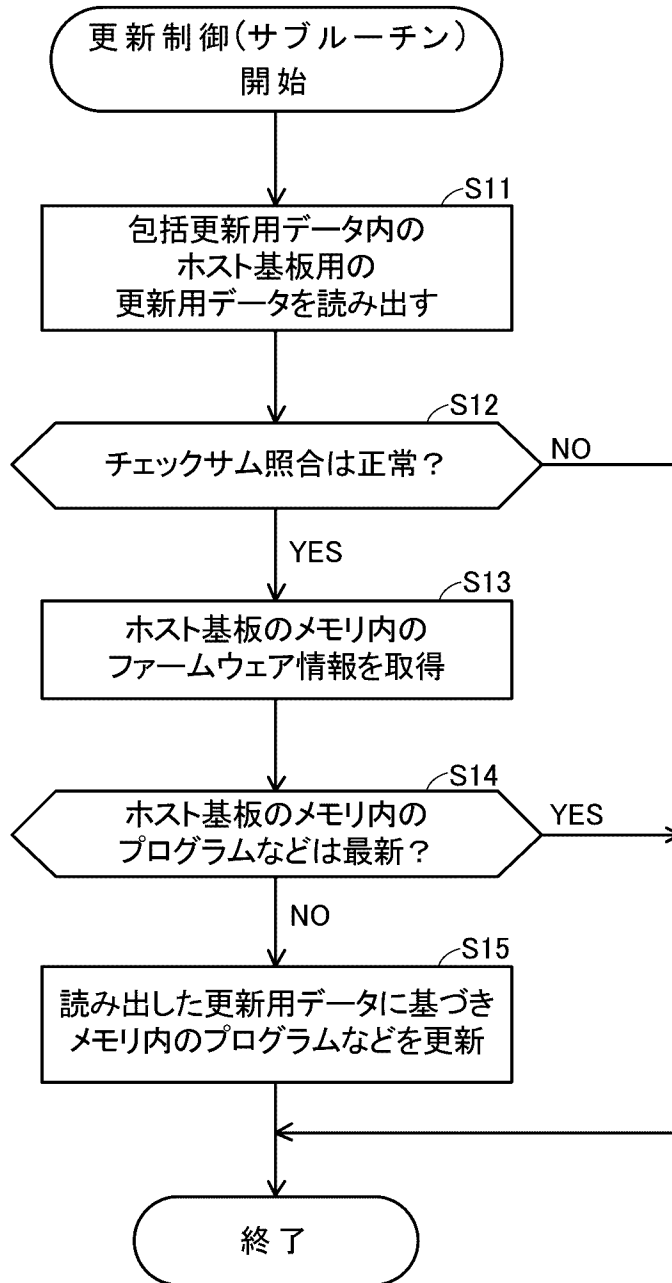 更新制御(サブルーチン)
開始
S11
包括更新用データ内の
ホスト基板用の
更新用データを読み出す
S12
チェックサム照合は正常？
NO
YES
S13
ホスト基板のメモリ内の
ファームウェア情報を取得
S14
ホスト基板のメモリ内の
プログラムなどは最新？
YES
NO
S15
読み出した更新用データに基づき
メモリ内のプログラムなどを更新
終了